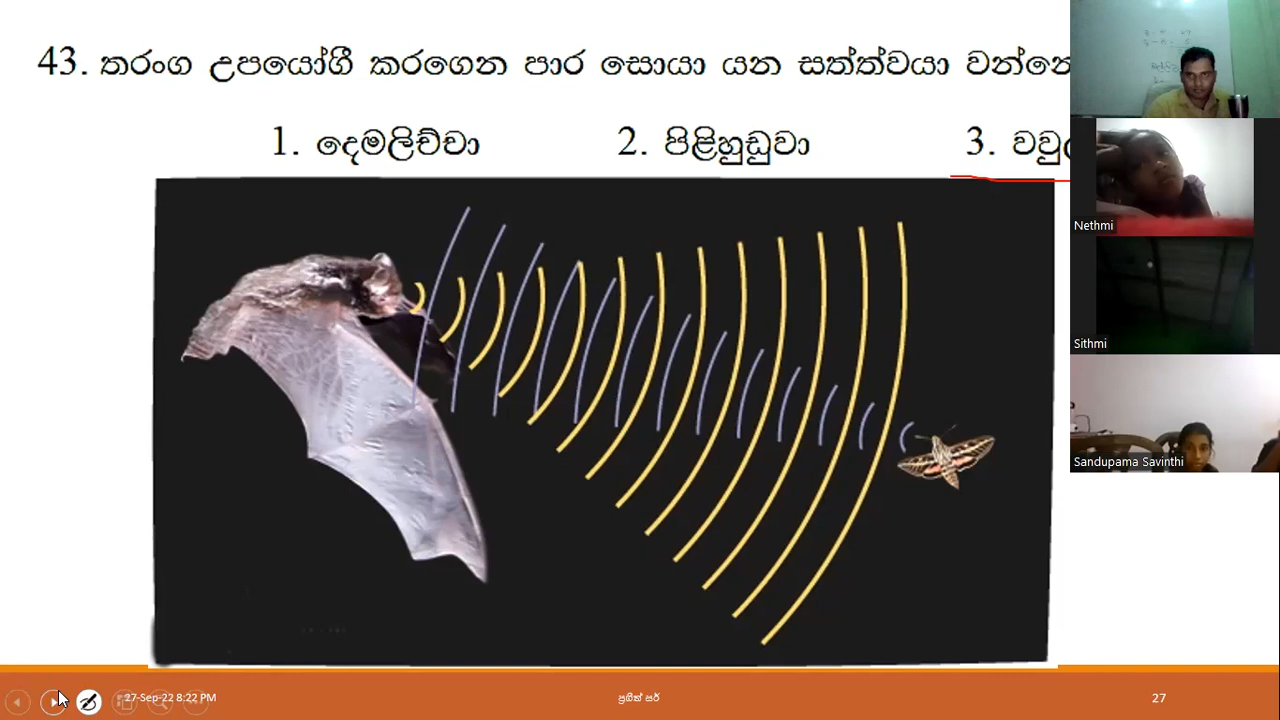 43. තරංග උපයෝගී කරගෙන පාර සොයා යන සත්ත්වයා වන්නෙ
1. දෙමලිච්චා 2. පිළිහුඩුවා 3. වවුල
Nethmi
Sithmi
Sandupama Savinthi
27-Sep-22 8:22 PM ප්‍රගීත් සර් 27